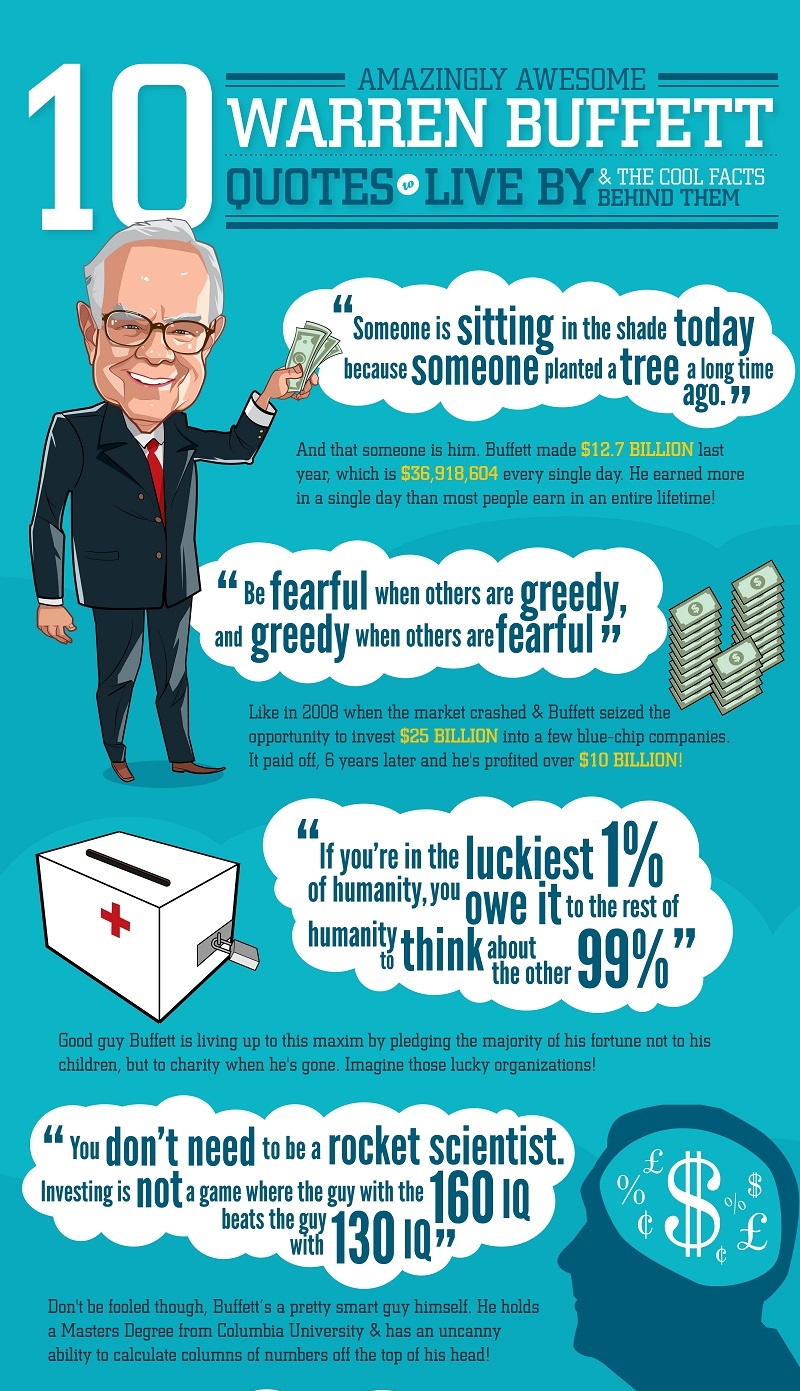 10
AMAZINGLY AWESOME
WARREN BUFFETT
QUOTES to LIVE BY & THE COOL FACTS
BEHIND THEM
“Someone is sitting in the shade today
because someone planted a tree a long time
ago.”
And that someone is him. Buffett made $12.7 BILLION last
year, which is $36,918,604 every single day. He earned more
in a single day than most people earn in an entire lifetime!
“Be fearful when others are greedy,
and greedy when others are fearful”
Like in 2008 when the market crashed & Buffett seized the
opportunity to invest $25 BILLION into a few blue-chip companies.
It paid off, 6 years later and he's profited over $10 BILLION!
“If you're in the luckiest 1%
of humanity, you owe it to the rest of
humanity to think about
the other 99%”
Good guy Buffett is living up to this maxim by pledging the majority of his fortune not to his
children, but to charity when he's gone. Imagine those lucky organizations!
“You don't need to be a rocket scientist.
Investing is not a game where the guy with the 160 IQ
beats the guy
with 130 IQ”
% £ ¢ $ % $ £ ¢
Don't be fooled though, Buffett's a pretty smart guy himself. He holds
a Masters Degree from Columbia University & has an uncanny
ability to calculate columns of numbers off the top of his head!